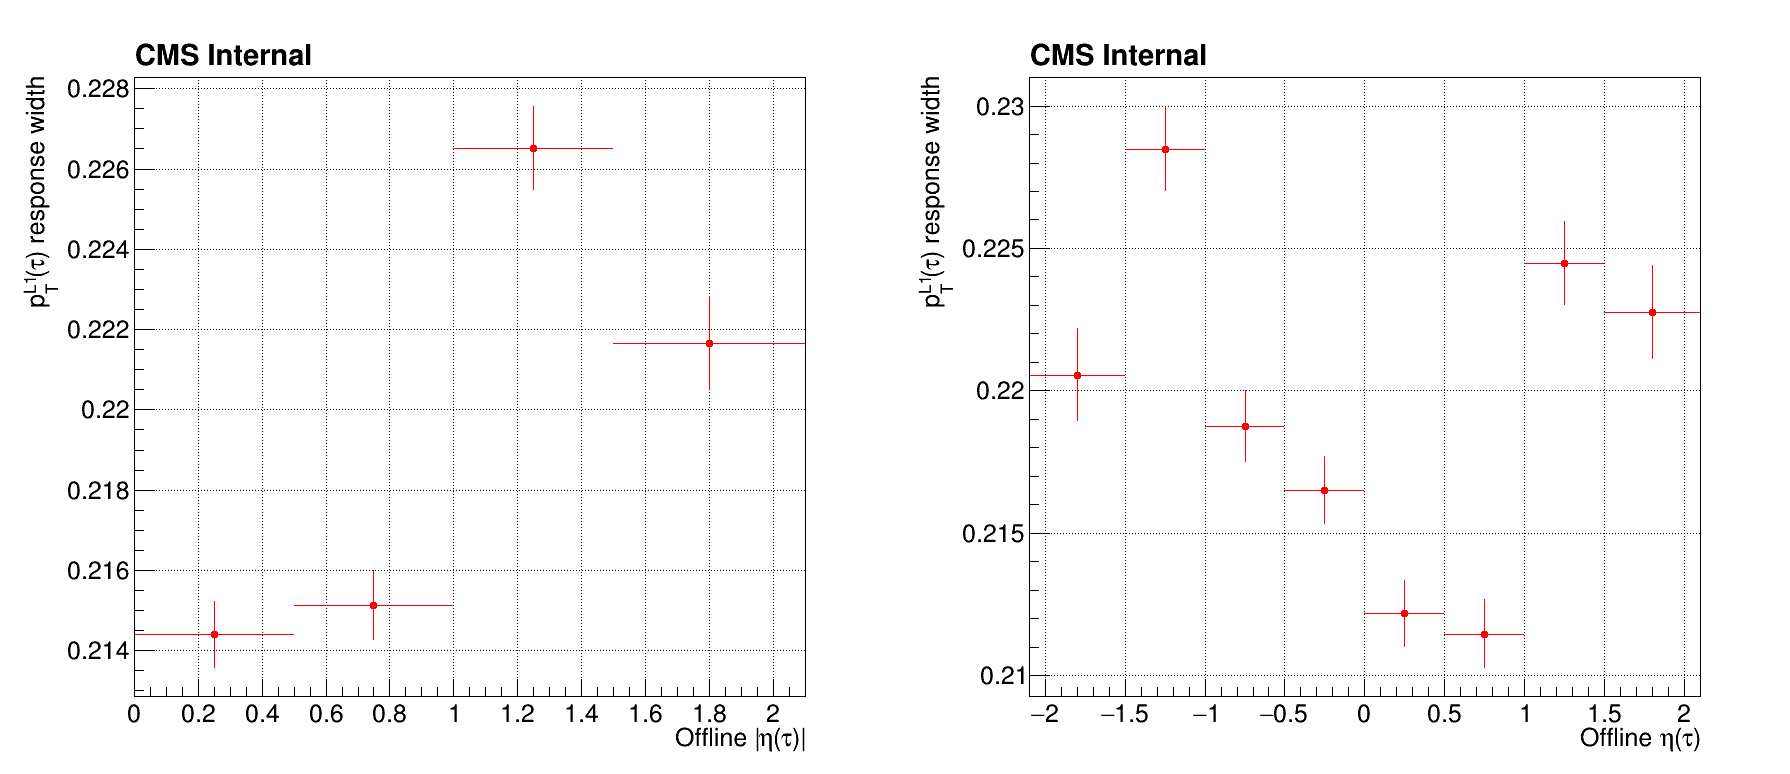 CMS Internal
p_T^L1(τ) response width
0.228
0.226
0.224
0.222
0.22
0.218
0.216
0.214
0 0.2 0.4 0.6 0.8 1 1.2 1.4 1.6 1.8 2
Offline |η(τ)|
CMS Internal
p_T^L1(τ) response width
0.23
0.225
0.22
0.215
0.21
−2 −1.5 −1 −0.5 0 0.5 1 1.5 2
Offline η(τ)